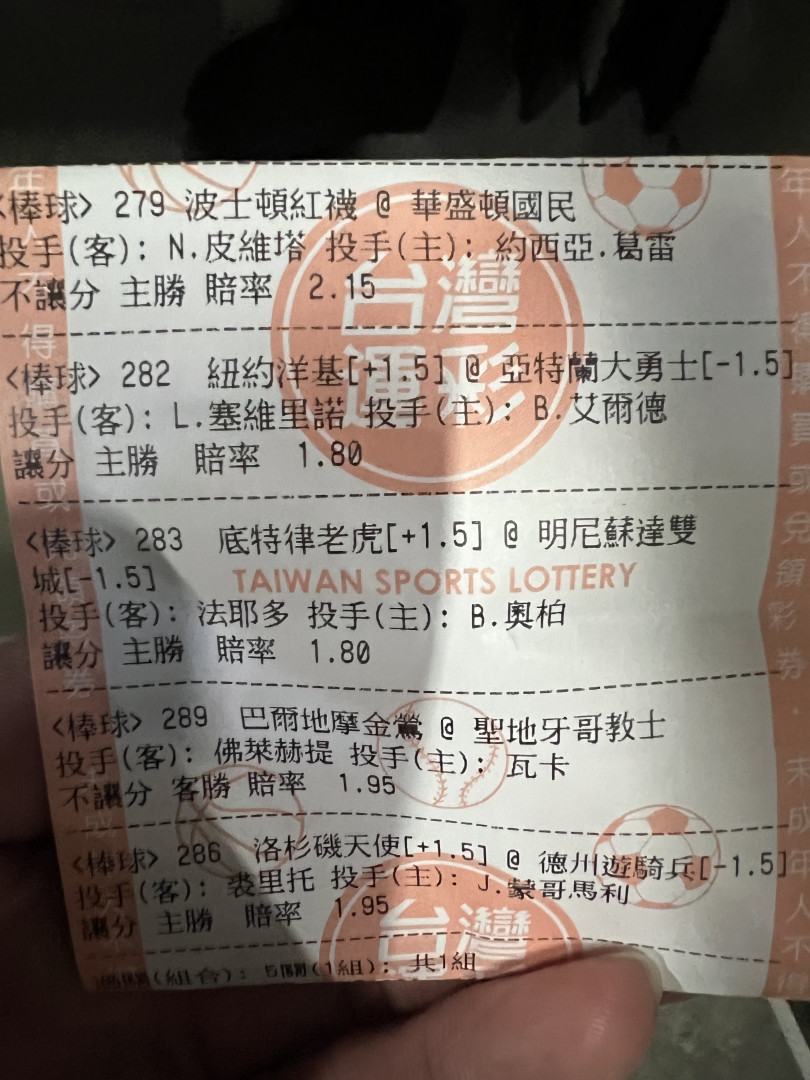 <棒球> 279 波士頓紅襪 @ 華盛頓國民
投手(客): N.皮維塔 投手(主): 約西亞.葛雷
不讓分 主勝 賠率 2.15
<棒球> 282 紐約洋基[+1.5] @ 亞特蘭大勇士[-1.5]
投手(客): L.塞維里諾 投手(主): B.艾爾德
讓分 主勝 賠率 1.80
<棒球> 283 底特律老虎[+1.5] @ 明尼蘇達雙
城[-1.5]
TAIWAN SPORTS LOTTERY
投手(客): 法耶多 投手(主): B.奧柏
讓分 主勝 賠率 1.80
<棒球> 289 巴爾地摩金鶯 @ 聖地牙哥教士
投手(客): 佛萊赫提 投手(主): 瓦卡
不讓分 客勝 賠率 1.95
<棒球> 286 洛杉磯天使[+1.5] @ 德州遊騎兵[-1.5]
投手(客): 裘里托 投手(主): J.蒙哥馬利
讓分 主勝 賠率 1.95
過關(組合): 5關(1組): 共1組
台灣
運彩
台灣